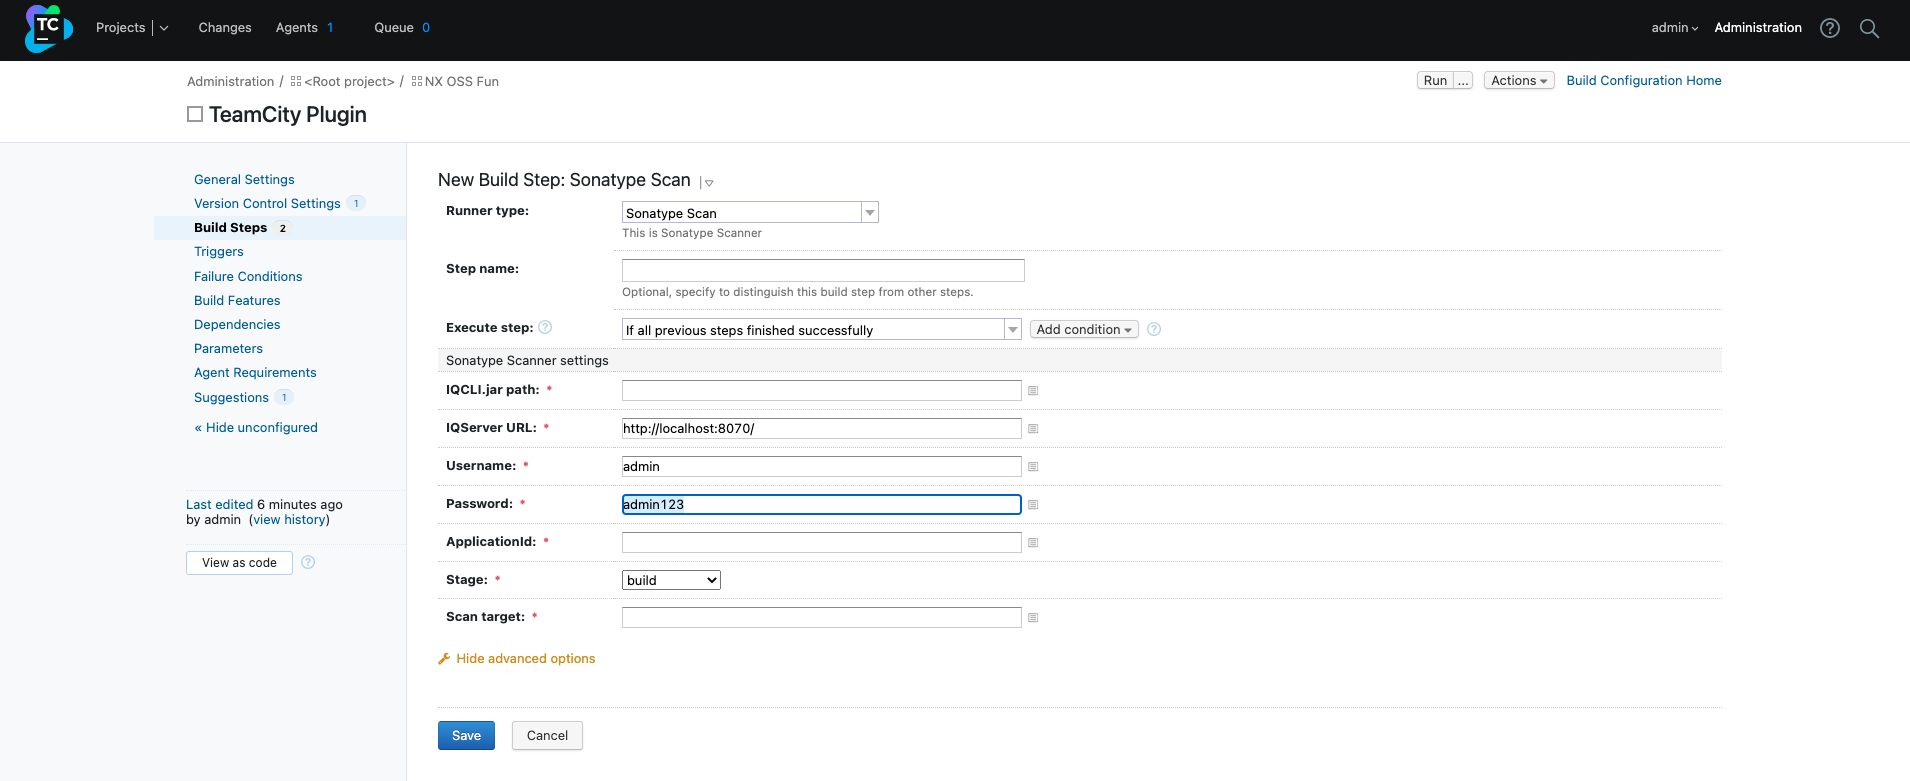 TC Projects Changes Agents 1 Queue 0 admin Administration
Administration / <Root project> / NX OSS Fun Run ... Actions Build Configuration Home
TeamCity Plugin
General Settings
Version Control Settings 1
Build Steps 2
Triggers
Failure Conditions
Build Features
Dependencies
Parameters
Agent Requirements
Suggestions 1
« Hide unconfigured
Last edited 6 minutes ago
by admin (view history)
View as code ?
New Build Step: Sonatype Scan
Runner type: Sonatype Scan
This is Sonatype Scanner
Step name:
Optional, specify to distinguish this build step from other steps.
Execute step: ? If all previous steps finished successfully Add condition ?
Sonatype Scanner settings
IQCLI.jar path: *
IQServer URL: * http://localhost:8070/
Username: * admin
Password: * admin123
ApplicationId: *
Stage: * build
Scan target: *
Hide advanced options
Save Cancel